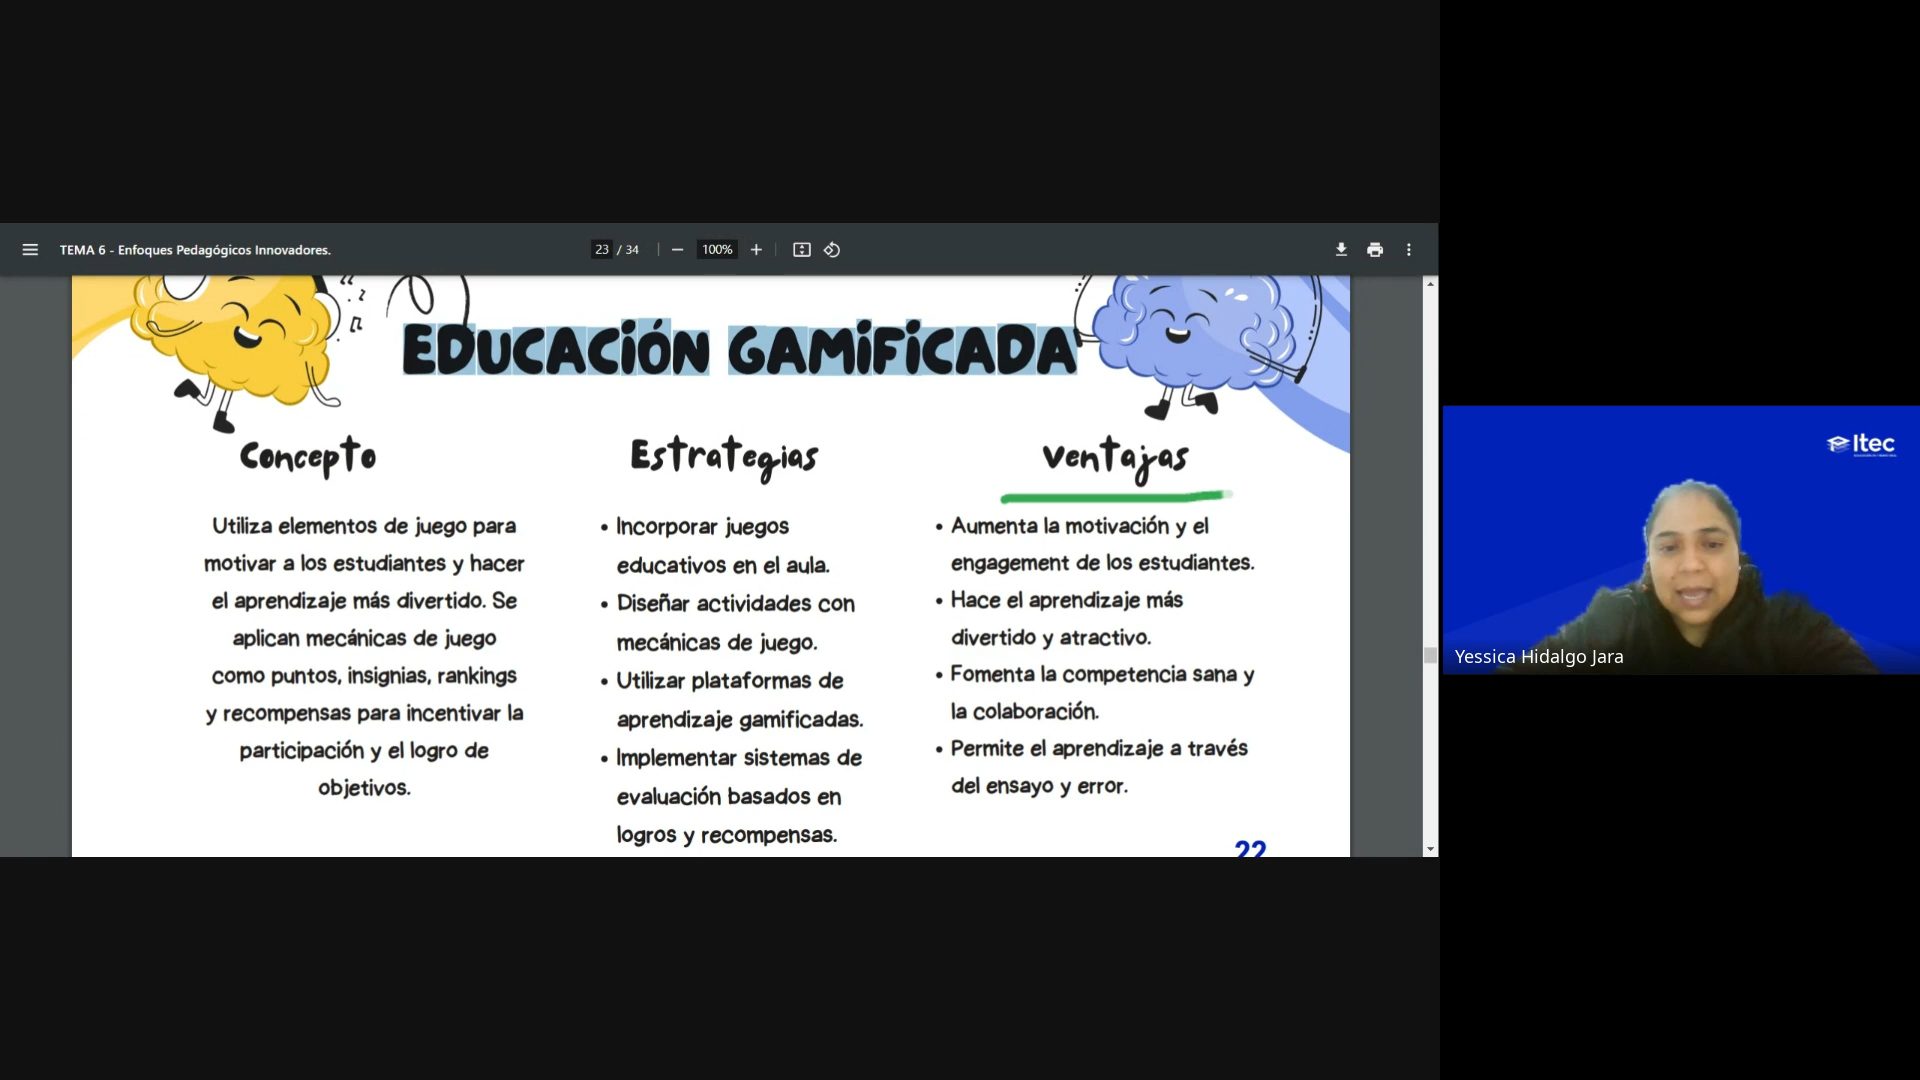 TEMA 6 - Enfoques Pedagógicos Innovadores.
23 / 34
100%
EDUCACIÓN GAMIFICADA
Concepto
Utiliza elementos de juego para
motivar a los estudiantes y hacer
el aprendizaje más divertido. Se
aplican mecánicas de juego
como puntos, insignias, rankings
y recompensas para incentivar la
participación y el logro de
objetivos.
Estrategias
• Incorporar juegos
educativos en el aula.
• Diseñar actividades con
mecánicas de juego.
• Utilizar plataformas de
aprendizaje gamificadas.
• Implementar sistemas de
evaluación basados en
logros y recompensas.
Ventajas
• Aumenta la motivación y el
engagement de los estudiantes.
• Hace el aprendizaje más
divertido y atractivo.
• Fomenta la competencia sana y
la colaboración.
• Permite el aprendizaje a través
del ensayo y error.
22
Itec
Yessica Hidalgo Jara